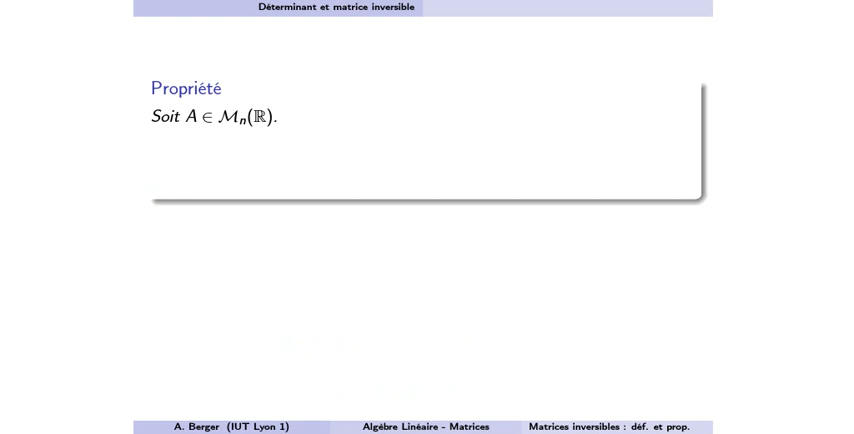 Déterminant et matrice inversible
Propriété
Soit A ∈ ℳₙ(ℝ).
A. Berger (IUT Lyon 1) Algèbre Linéaire - Matrices Matrices inversibles : déf. et prop.